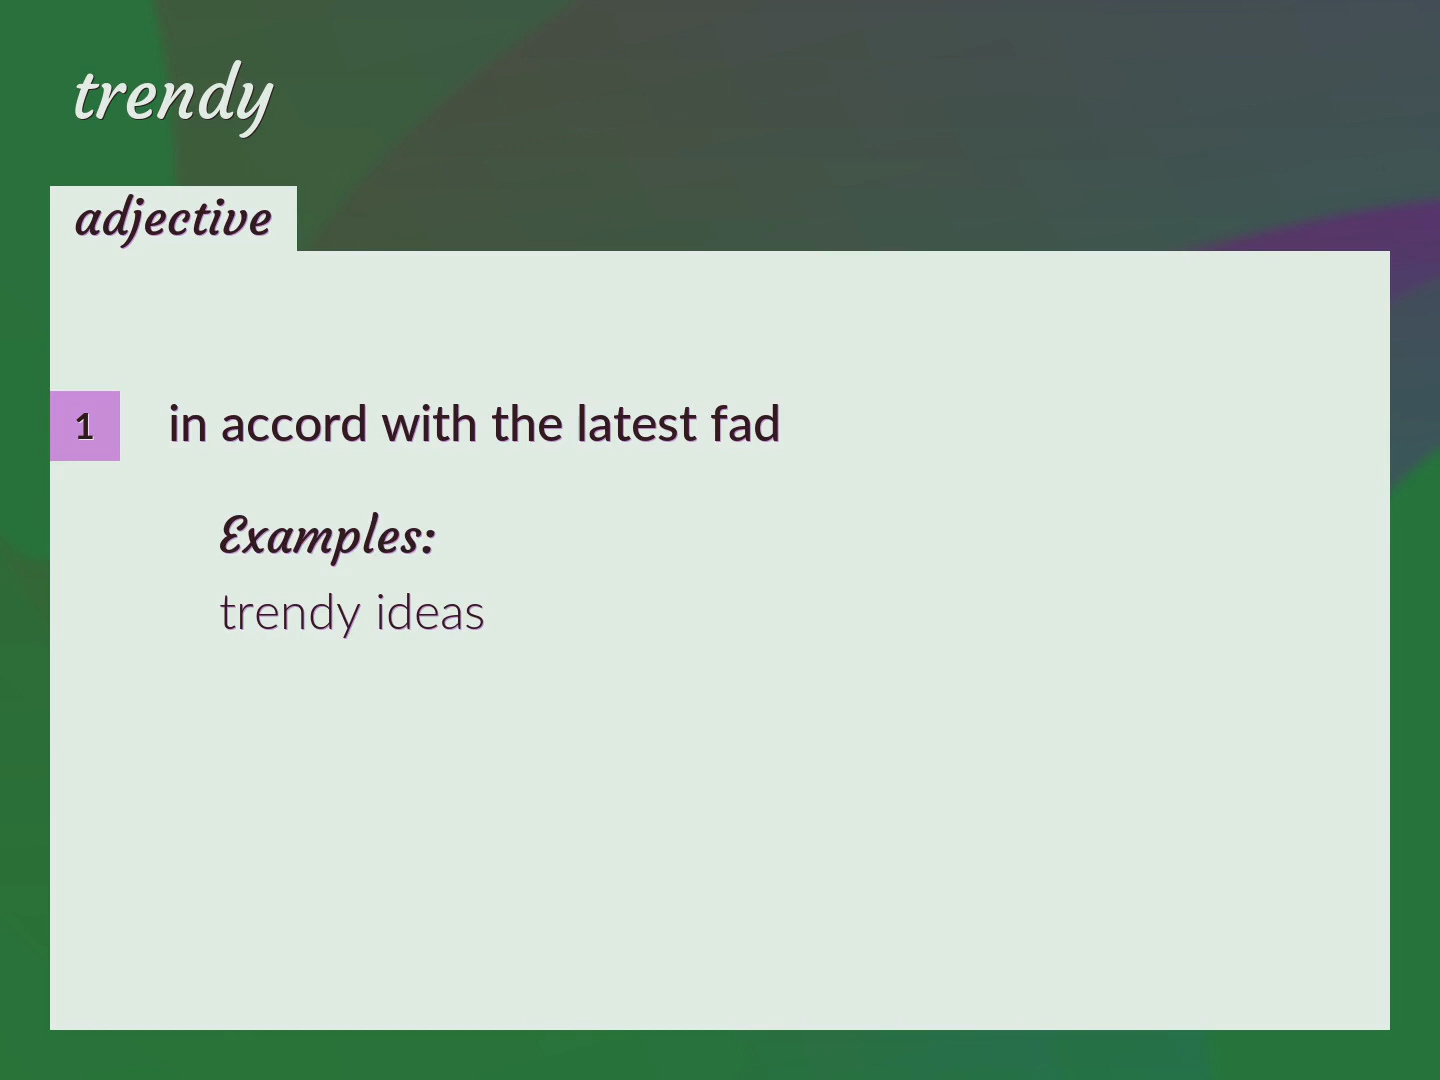 trendy
adjective
1 in accord with the latest fad
Examples:
trendy ideas